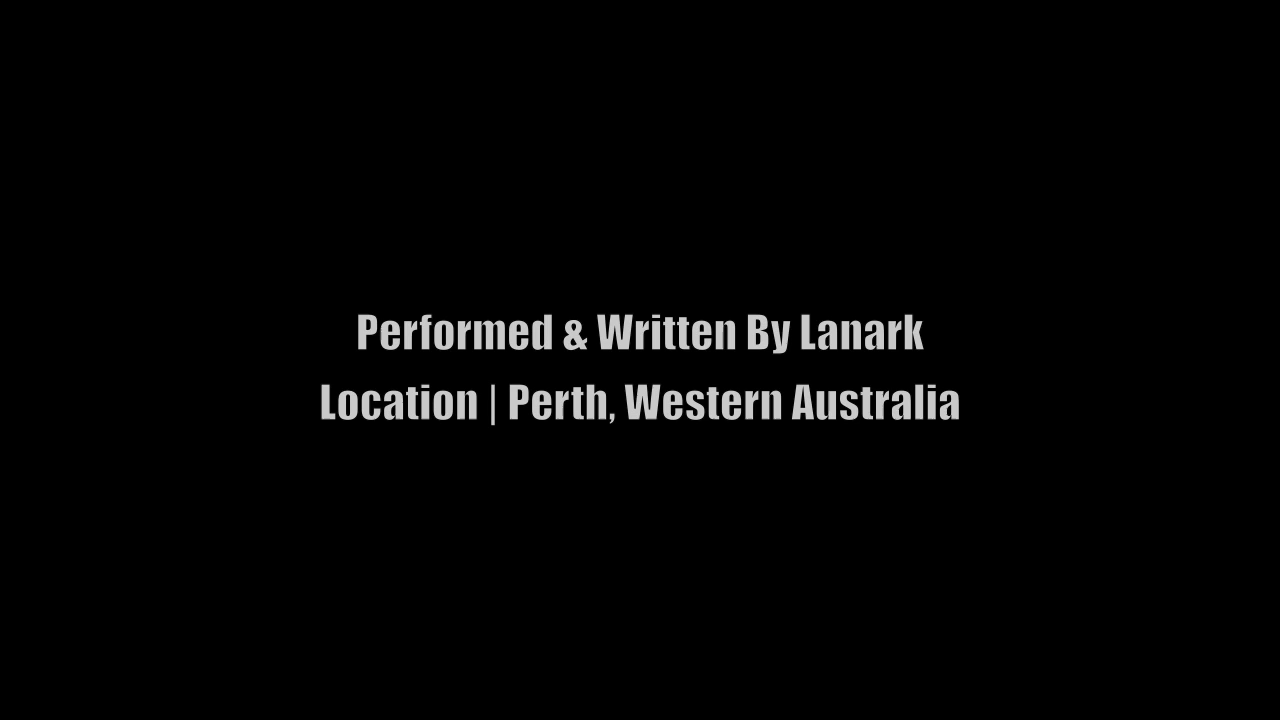 Performed & Written By Lanark
Location | Perth, Western Australia